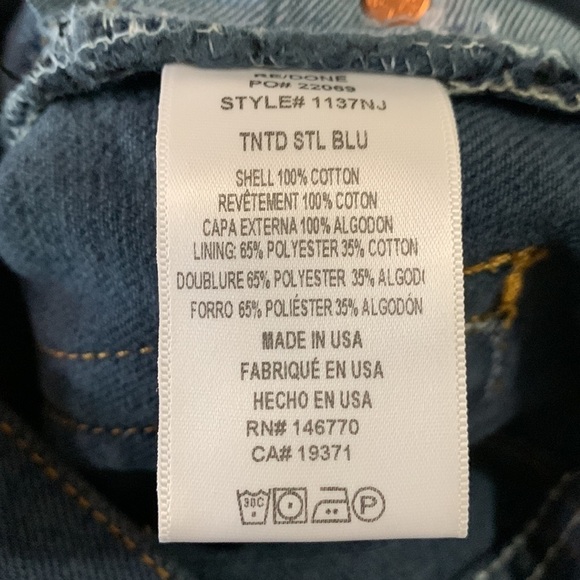 RE/DONE
PO# 22069
STYLE# 1137NJ
TNTD STL BLU
SHELL 100% COTTON
REVÊTEMENT 100% COTON
CAPA EXTERNA 100% ALGODON
LINING: 65% POLYESTER 35% COTTON
DOUBLURE 65% POLYESTER 35% ALGOD
FORRO 65% POLIÉSTER 35% ALGODÓN
MADE IN USA
FABRIQUÉ EN USA
HECHO EN USA
RN# 146770
CA# 19371
30C P